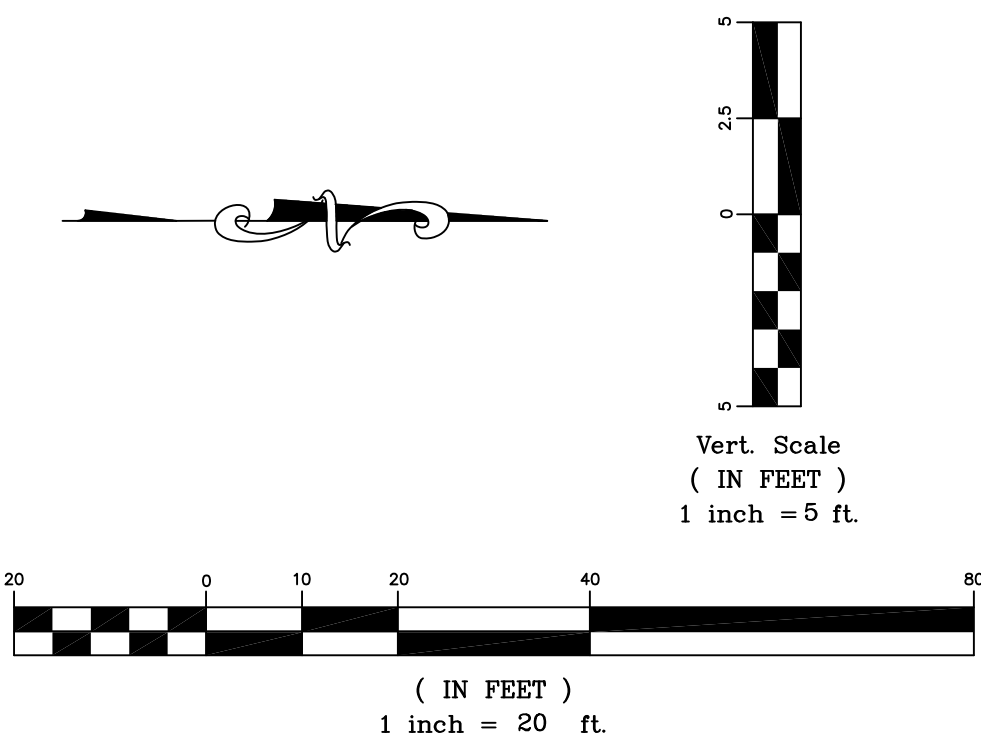 5
2.5
0
5
Vert. Scale
( IN FEET )
1 inch = 5 ft.
20 0 10 20 40 80
( IN FEET )
1 inch = 20 ft.